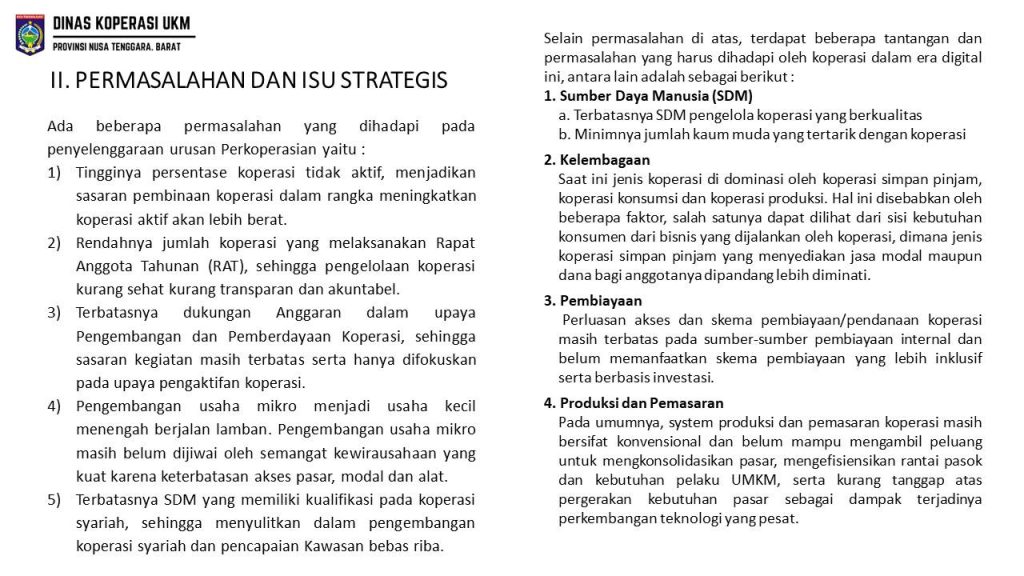 DINAS KOPERASI UKM
PROVINSI NUSA TENGGARA. BARAT
II. PERMASALAHAN DAN ISU STRATEGIS
Ada beberapa permasalahan yang dihadapi pada
penyelenggaraan urusan Perkoperasian yaitu :
1) Tingginya persentase koperasi tidak aktif, menjadikan
sasaran pembinaan koperasi dalam rangka meningkatkan
koperasi aktif akan lebih berat.
2) Rendahnya jumlah koperasi yang melaksanakan Rapat
Anggota Tahunan (RAT), sehingga pengelolaan koperasi
kurang sehat kurang transparan dan akuntabel.
3) Terbatasnya dukungan Anggaran dalam upaya
Pengembangan dan Pemberdayaan Koperasi, sehingga
sasaran kegiatan masih terbatas serta hanya difokuskan
pada upaya pengaktifan koperasi.
4) Pengembangan usaha mikro menjadi usaha kecil
menengah berjalan lamban. Pengembangan usaha mikro
masih belum dijiwai oleh semangat kewirausahaan yang
kuat karena keterbatasan akses pasar, modal dan alat.
5) Terbatasnya SDM yang memiliki kualifikasi pada koperasi
syariah, sehingga menyulitkan dalam pengembangan
koperasi syariah dan pencapaian Kawasan bebas riba.
Selain permasalahan di atas, terdapat beberapa tantangan dan
permasalahan yang harus dihadapi oleh koperasi dalam era digital
ini, antara lain adalah sebagai berikut :
1. Sumber Daya Manusia (SDM)
a. Terbatasnya SDM pengelola koperasi yang berkualitas
b. Minimnya jumlah kaum muda yang tertarik dengan koperasi
2. Kelembagaan
Saat ini jenis koperasi di dominasi oleh koperasi simpan pinjam,
koperasi konsumsi dan koperasi produksi. Hal ini disebabkan oleh
beberapa faktor, salah satunya dapat dilihat dari sisi kebutuhan
konsumen dari bisnis yang dijalankan oleh koperasi, dimana jenis
koperasi simpan pinjam yang menyediakan jasa modal maupun
dana bagi anggotanya dipandang lebih diminati.
3. Pembiayaan
Perluasan akses dan skema pembiayaan/pendanaan koperasi
masih terbatas pada sumber-sumber pembiayaan internal dan
belum memanfaatkan skema pembiayaan yang lebih inklusif
serta berbasis investasi.
4. Produksi dan Pemasaran
Pada umumnya, system produksi dan pemasaran koperasi masih
bersifat konvensional dan belum mampu mengambil peluang
untuk mengkonsolidasikan pasar, mengefisiensikan rantai pasok
dan kebutuhan pelaku UMKM, serta kurang tanggap atas
pergerakan kebutuhan pasar sebagai dampak terjadinya
perkembangan teknologi yang pesat.